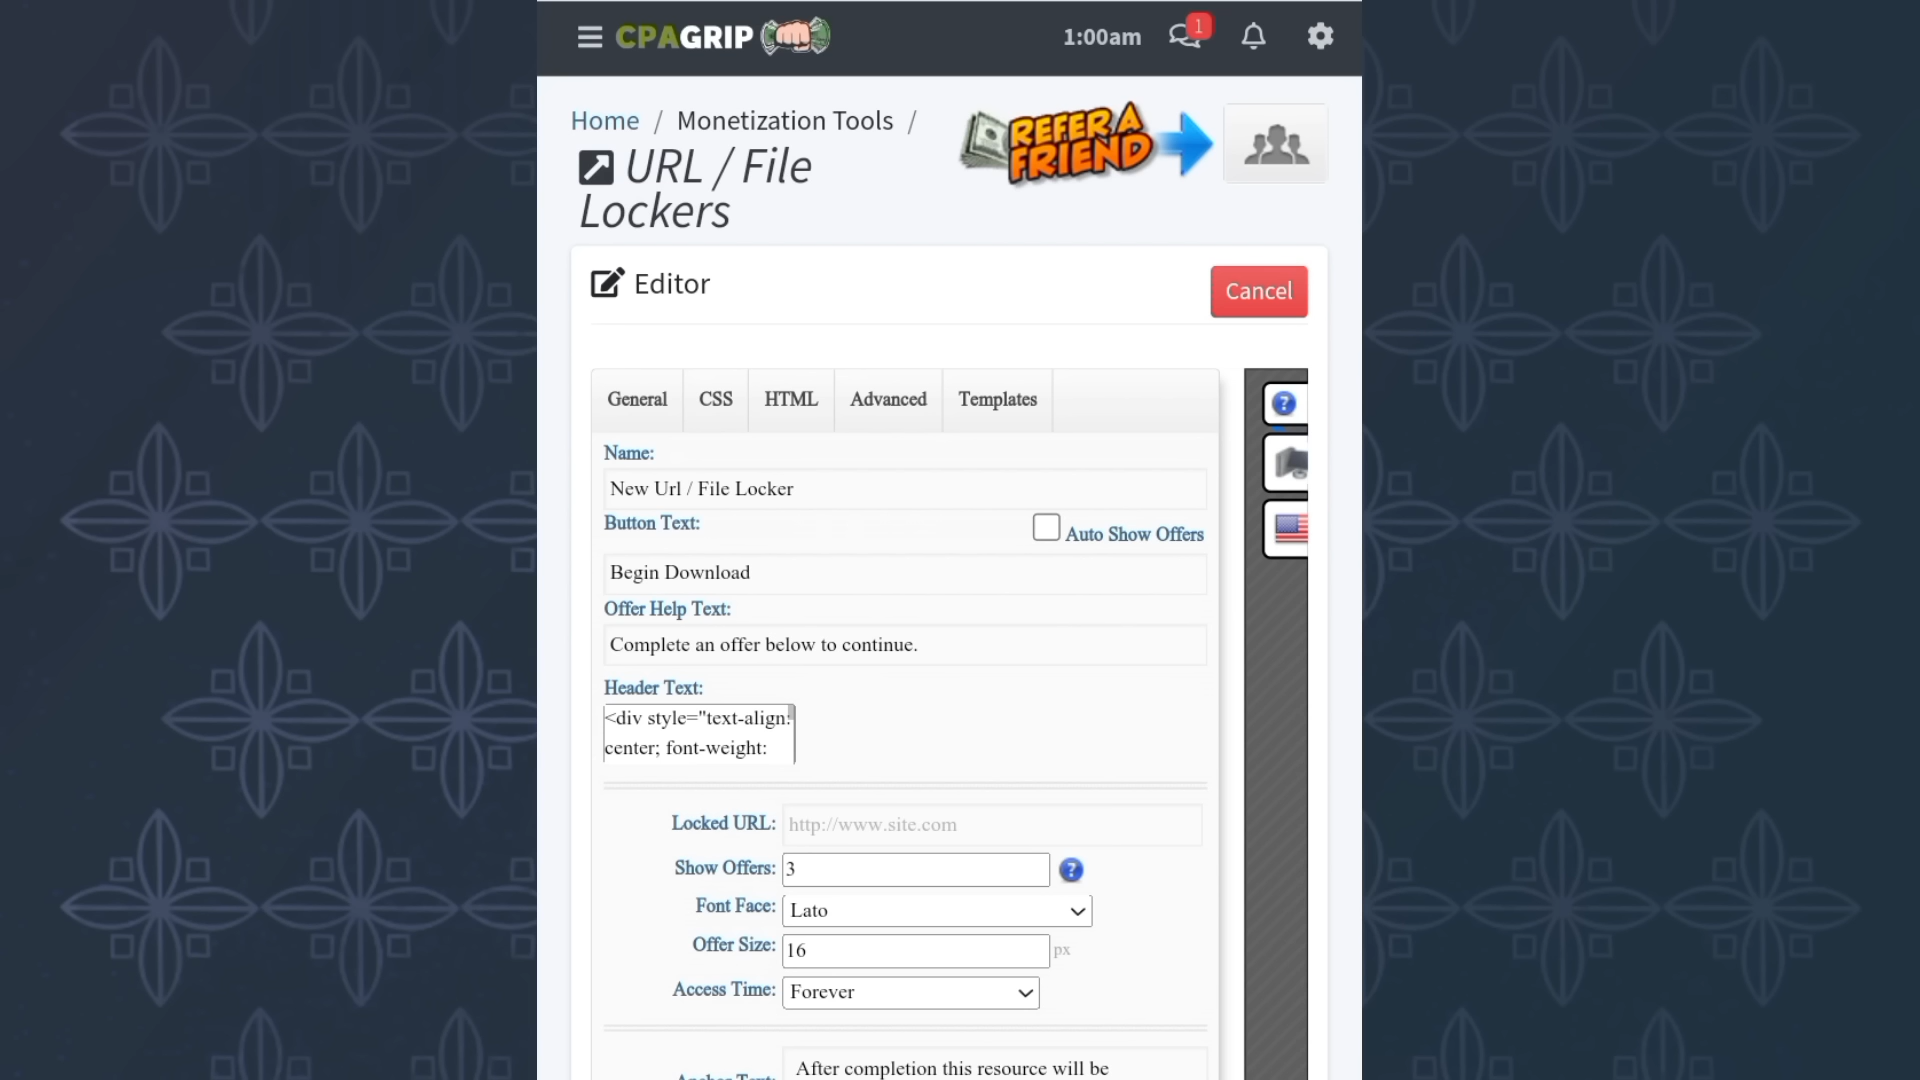 CPAGRIP
1:00am
1
Home / Monetization Tools /
URL / File
Lockers
REFER A
FRIEND
Editor
Cancel
General
CSS
HTML
Advanced
Templates
?
Name:
New Url / File Locker
Button Text:
Auto Show Offers
Begin Download
Offer Help Text:
Complete an offer below to continue.
Header Text:
<div style="text-align:
center; font-weight:
Locked URL:
http://www.site.com
Show Offers:
3
?
Font Face:
Lato
Offer Size:
16
px
Access Time:
Forever
After completion this resource will be